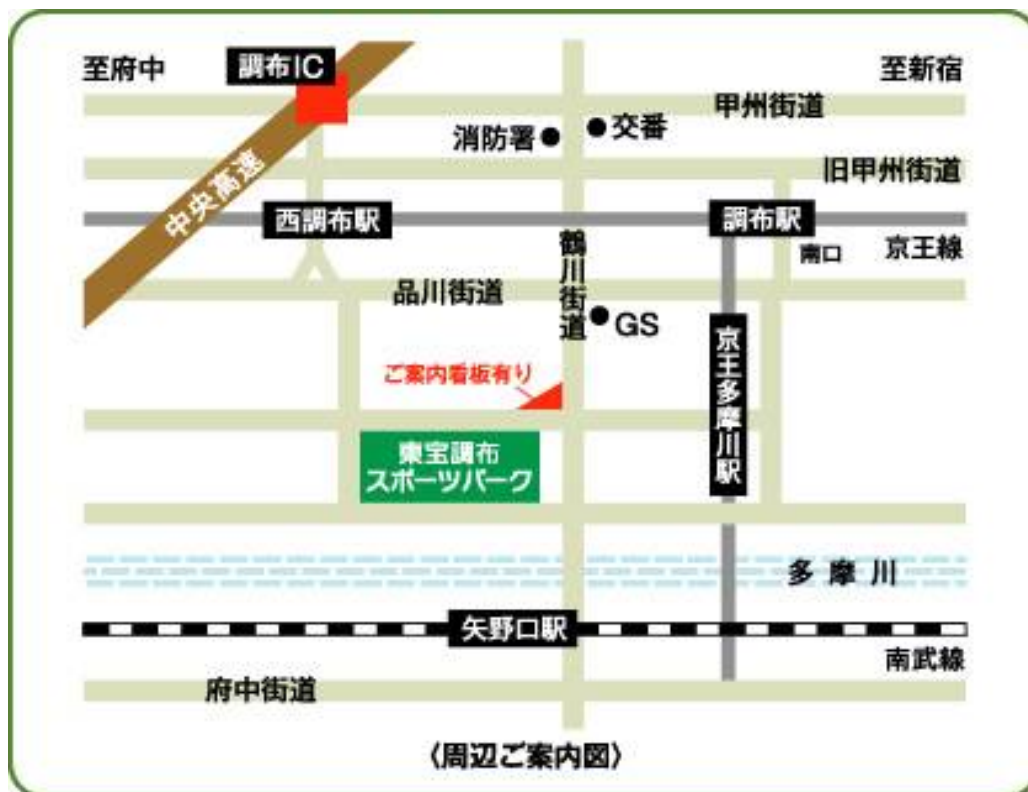 至府中
調布IC
至新宿
甲州街道
消防署
交番
旧甲州街道
中央高速
西調布駅
調布駅
南口
京王線
鶴川街道
品川街道
GS
京王多摩川駅
ご案内看板有り
東宝調布
スポーツパーク
多摩川
矢野口駅
南武線
府中街道
〈周辺ご案内図〉